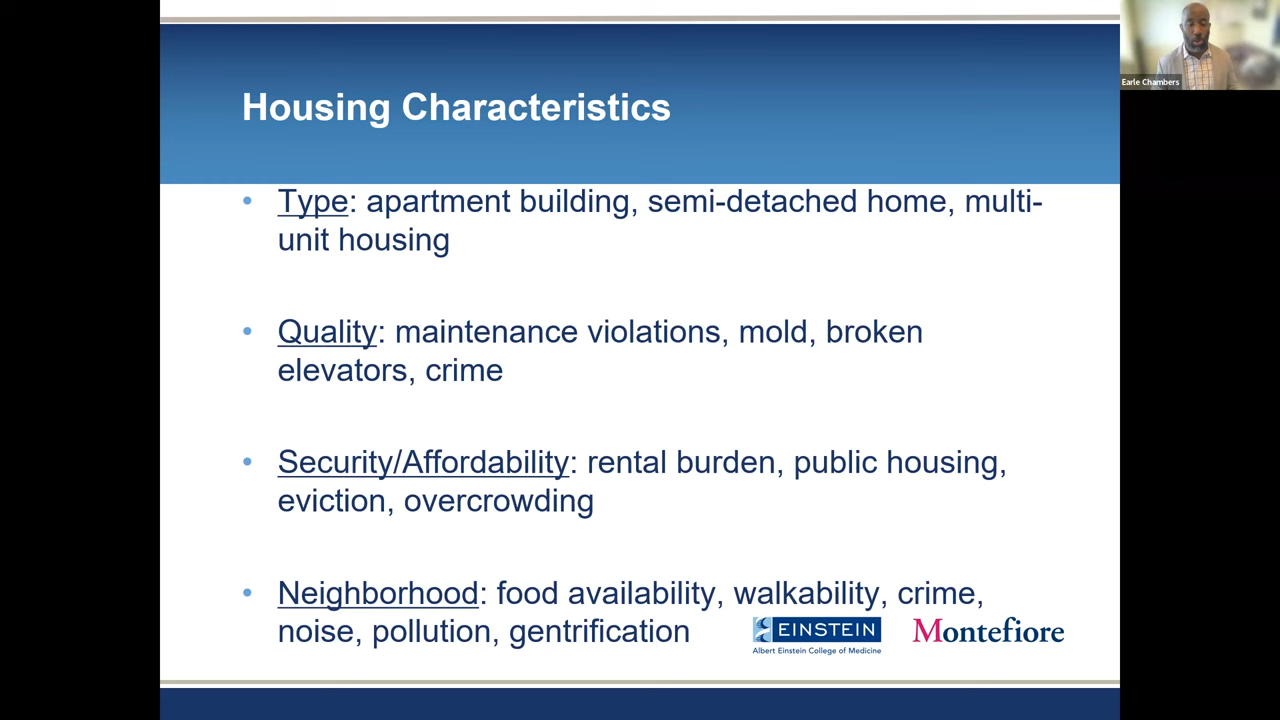 Housing Characteristics
Earle Chambers
• Type: apartment building, semi-detached home, multi-
unit housing
• Quality: maintenance violations, mold, broken
elevators, crime
• Security/Affordability: rental burden, public housing,
eviction, overcrowding
• Neighborhood: food availability, walkability, crime,
noise, pollution, gentrification
EINSTEIN
Albert Einstein College of Medicine
Montefiore